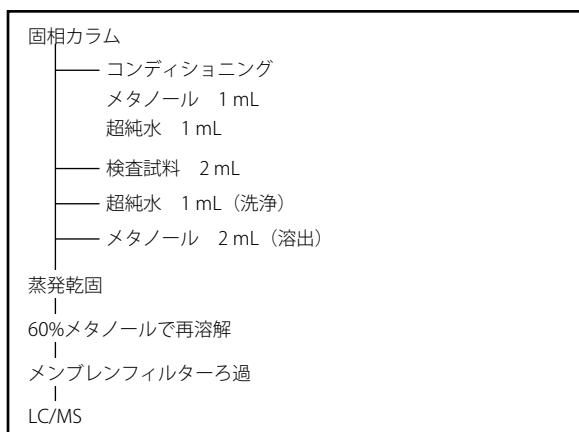 固相カラム
コンディショニング
メタノール　1 mL
超純水　1 mL
検査試料　2 mL
超純水　1 mL（洗浄）
メタノール　2 mL（溶出）
蒸発乾固
60%メタノールで再溶解
メンブレンフィルターろ過
LC/MS